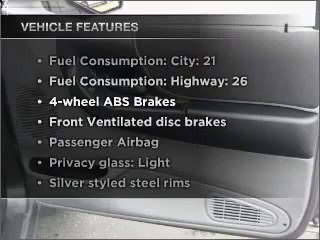 VEHICLE FEATURES
• Fuel Consumption: City: 21
• Fuel Consumption: Highway: 26
• 4-wheel ABS Brakes
• Front Ventilated disc brakes
• Passenger Airbag
• Privacy glass: Light
• Silver styled steel rims